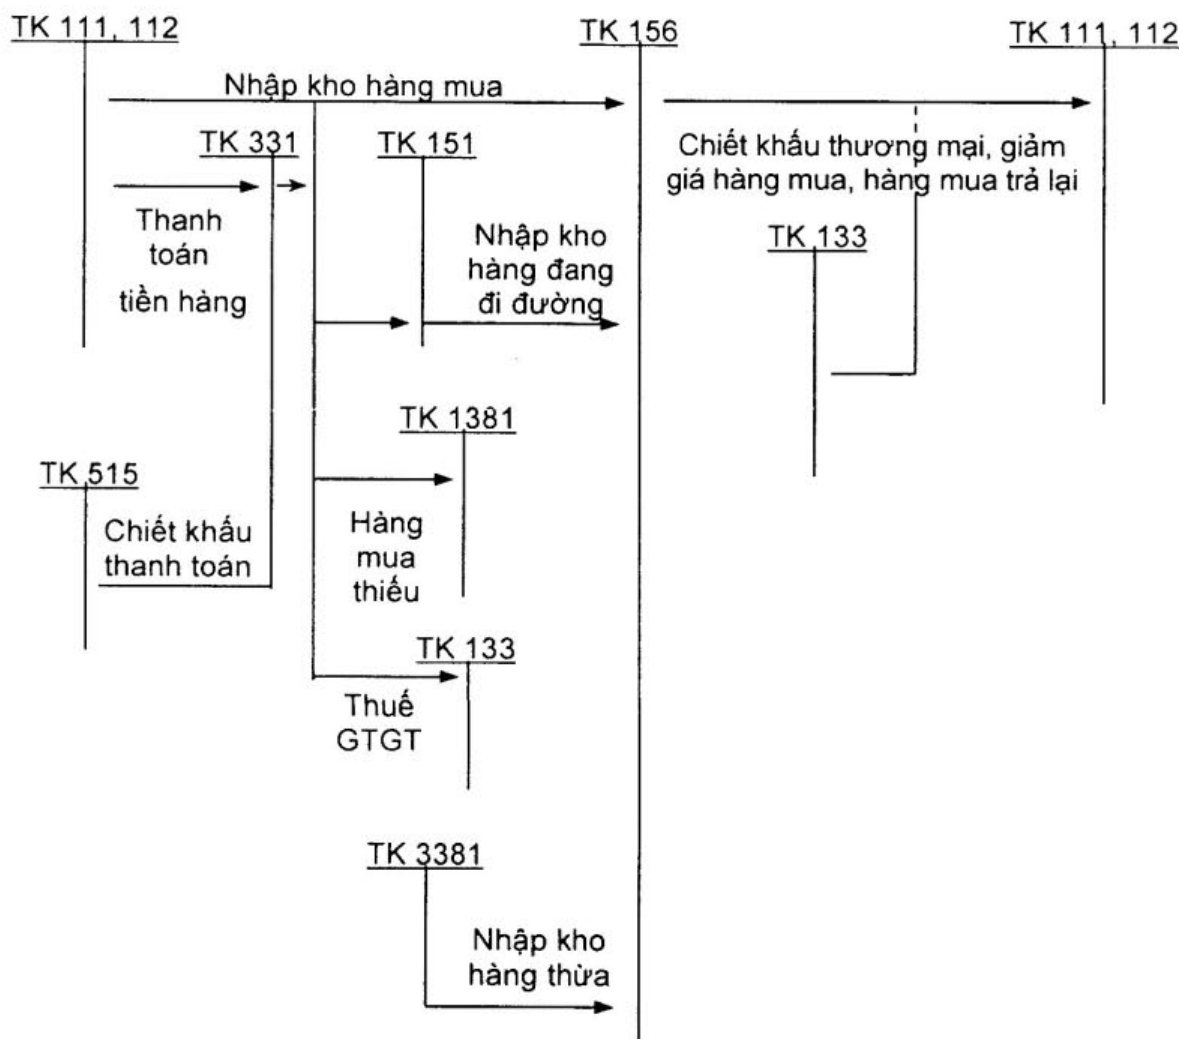 TK 111, 112
TK 156
TK 111, 112
Nhập kho hàng mua
TK 331
TK 151
Chiết khấu thương mại, giảm
giá hàng mua, hàng mua trả lại
Thanh
toán
tiền hàng
Nhập kho
hàng đang
đi đường
TK 133
TK 1381
TK 515
Chiết khấu
thanh toán
Hàng
mua
thiếu
TK 133
Thuế
GTGT
TK 3381
Nhập kho
hàng thừa